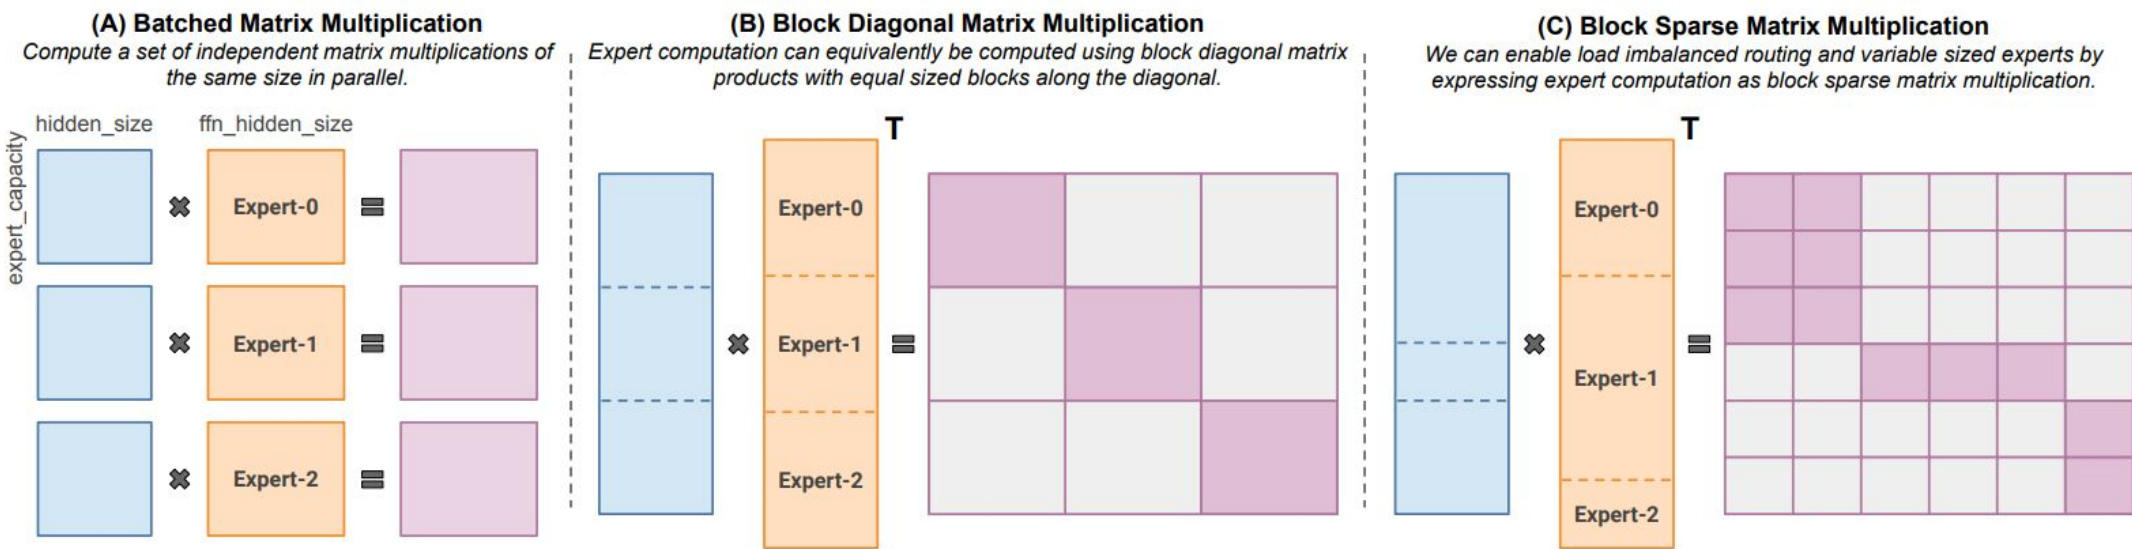 (A) Batched Matrix Multiplication
Compute a set of independent matrix multiplications of
the same size in parallel.
hidden_size
ffn_hidden_size
expert_capacity
Expert-0
Expert-1
Expert-2
(B) Block Diagonal Matrix Multiplication
Expert computation can equivalently be computed using block diagonal matrix
products with equal sized blocks along the diagonal.
T
Expert-0
Expert-1
Expert-2
(C) Block Sparse Matrix Multiplication
We can enable load imbalanced routing and variable sized experts by
expressing expert computation as block sparse matrix multiplication.
T
Expert-0
Expert-1
Expert-2